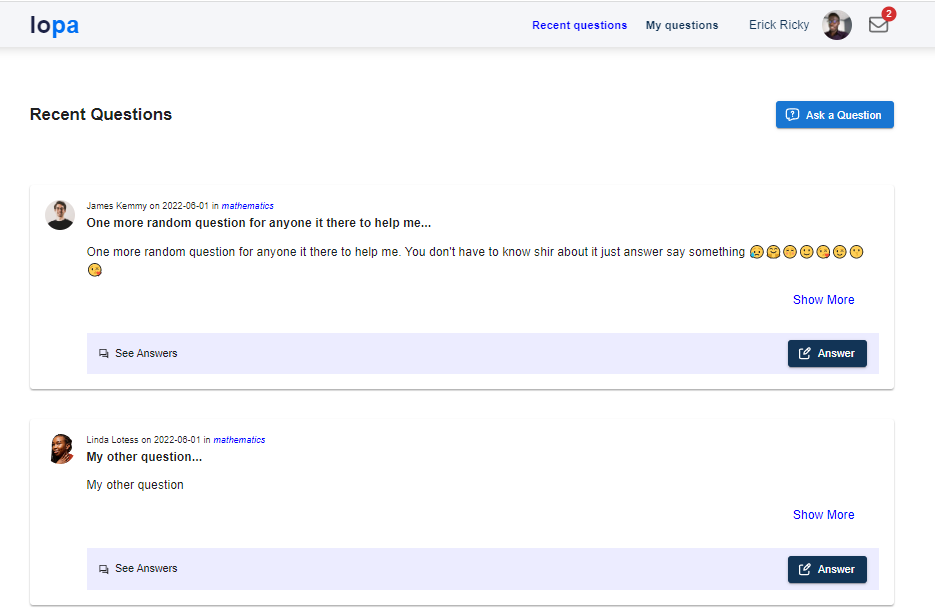 lopa
Recent questions My questions Erick Ricky 2
Recent Questions
Ask a Question
James Kemmy on 2022-06-01 in mathematics
One more random question for anyone it there to help me...
One more random question for anyone it there to help me. You don't have to know shir about it just answer say something 😥🤗😁🙂😘🙂😗
😘
Show More
See Answers Answer
Linda Lotess on 2022-06-01 in mathematics
My other question...
My other question
Show More
See Answers Answer